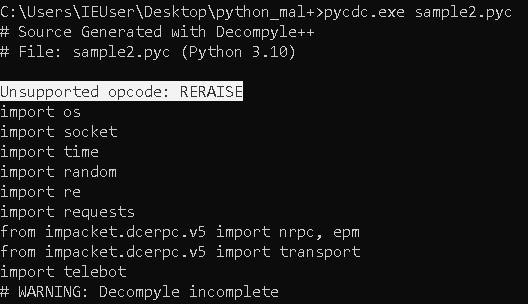 C:\Users\IEUser\Desktop\python_mal+>pycdc.exe sample2.pyc
# Source Generated with Decompyle++
# File: sample2.pyc (Python 3.10)
Unsupported opcode: RERAISE
import os
import socket
import time
import random
import re
import requests
from impacket.dcerpc.v5 import nrpc, epm
from impacket.dcerpc.v5 import transport
import telebot
# WARNING: Decompyle incomplete